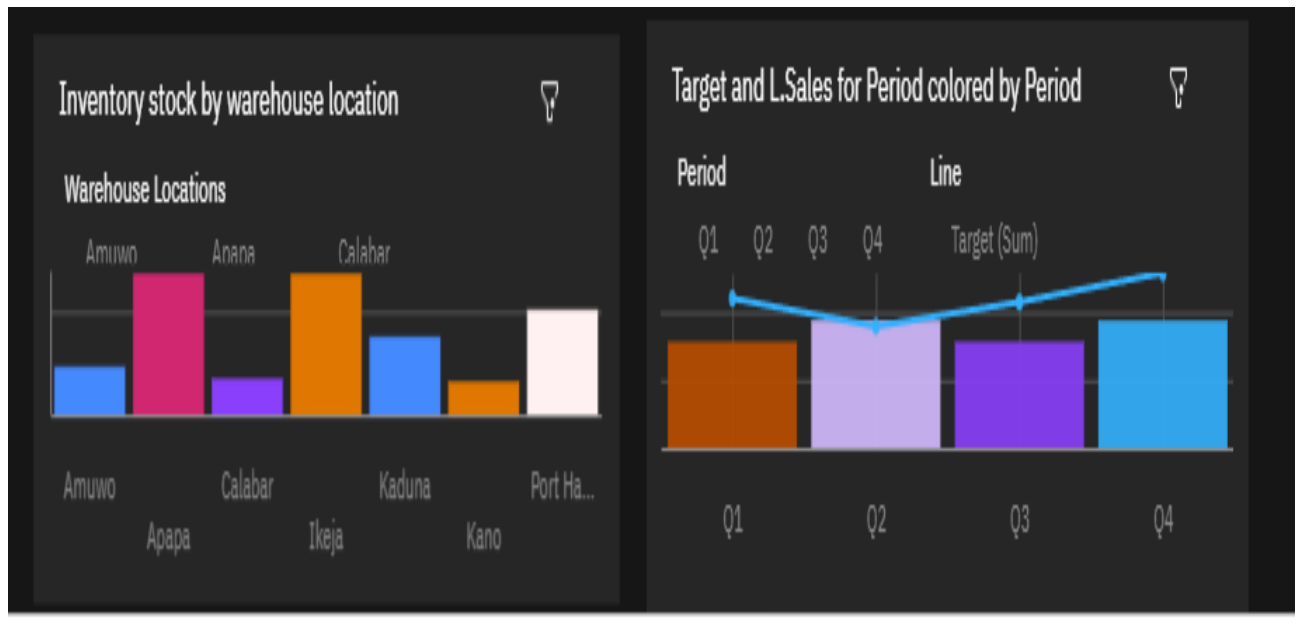 Inventory stock by warehouse location
Warehouse Locations
Amuwo Apapa Calabar
Amuwo Calabar Kaduna Port Ha...
Apapa Ikeja Kano
Target and L.Sales for Period colored by Period
Period Line
Q1 Q2 Q3 Q4 Target (Sum)
Q1 Q2 Q3 Q4